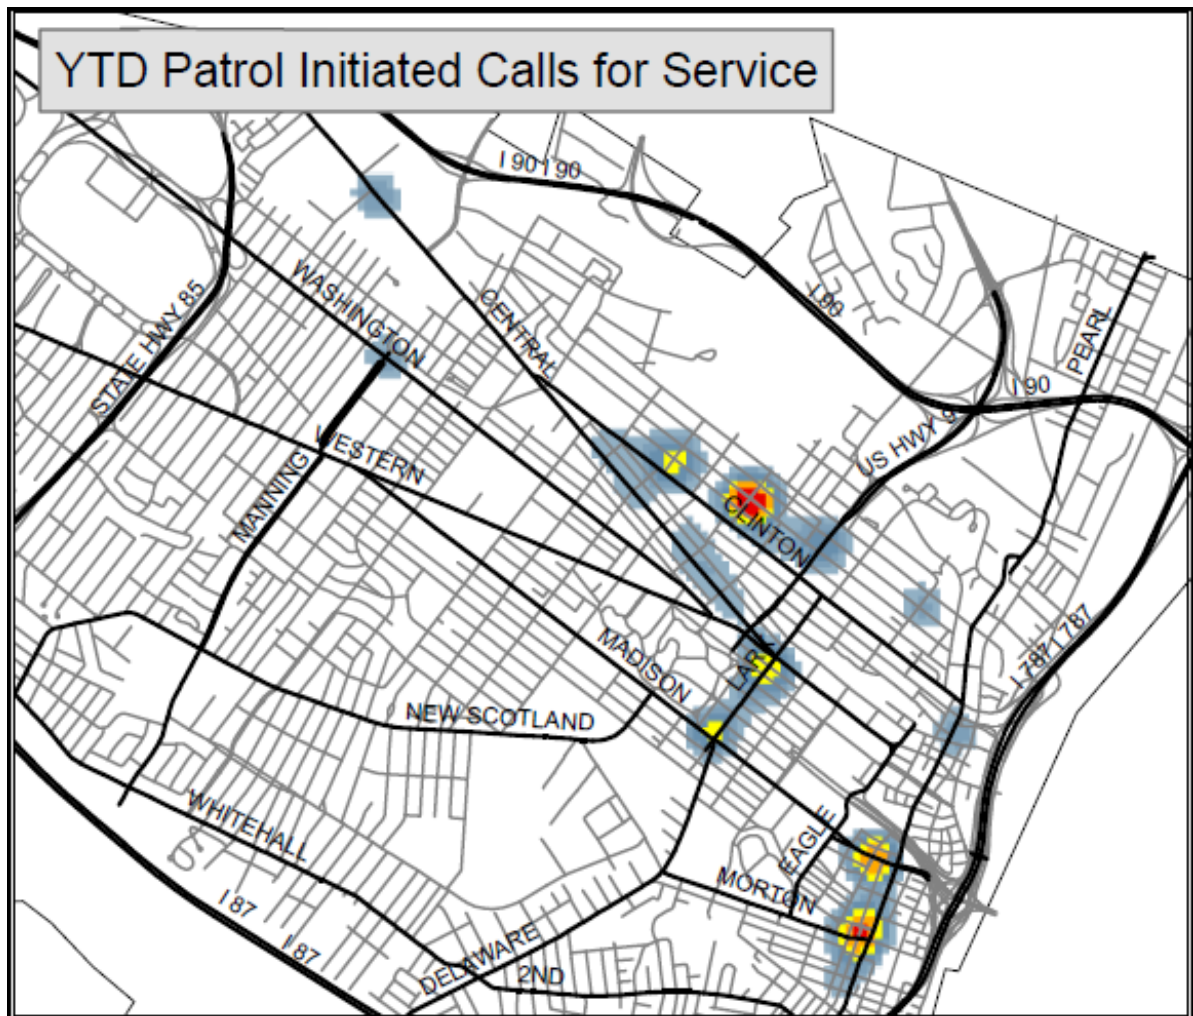 YTD Patrol Initiated Calls for Service
I 90 I 90
WASHINGTON
CENTRAL
I 90
STATE HWY 85
PEARL
I 90
US HWY 9
WESTERN
MANNING
CLINTON
I 787 I 787
MADISON
LAR
NEW SCOTLAND
WHITEHALL
EAGLE
MORTON
I 87
I 87
DELAWARE
2ND